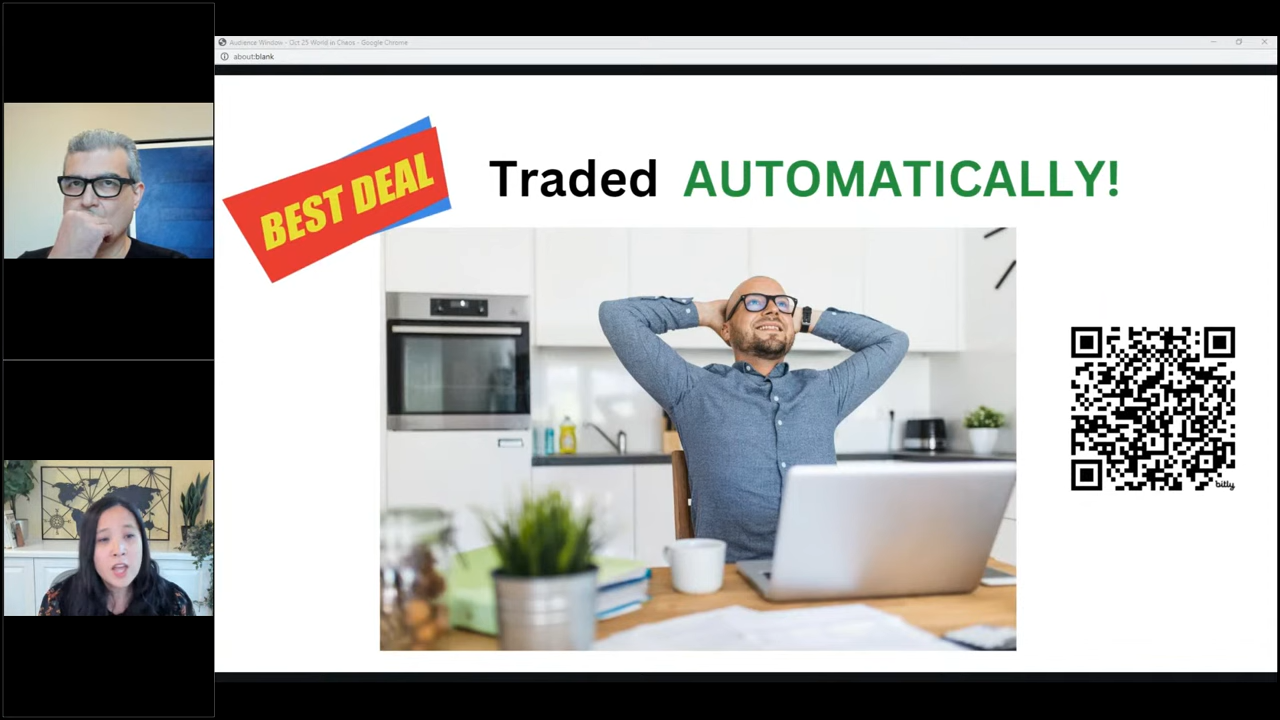 Audience Window - Oct 25 World in Chaos - Google Chrome
about:blank
BEST DEAL
Traded AUTOMATICALLY!
bitly